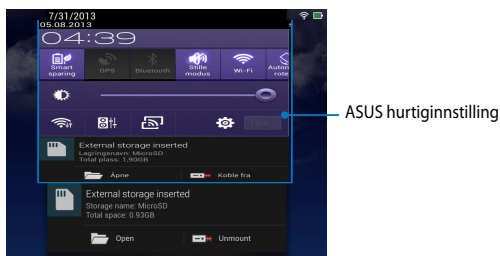 7/31/2013
05.08.2013
04:39
Smart sparing
GPS
Bluetooth
Stille modus
Wi-Fi
ASUS hurtiginnstilling
External storage inserted
Lagringsnavn: MicroSD
Total plass: 1,90GB
Åpne
Koble fra
External storage inserted
Storage name: MicroSD
Total space: 0.93GB
Open
Unmount